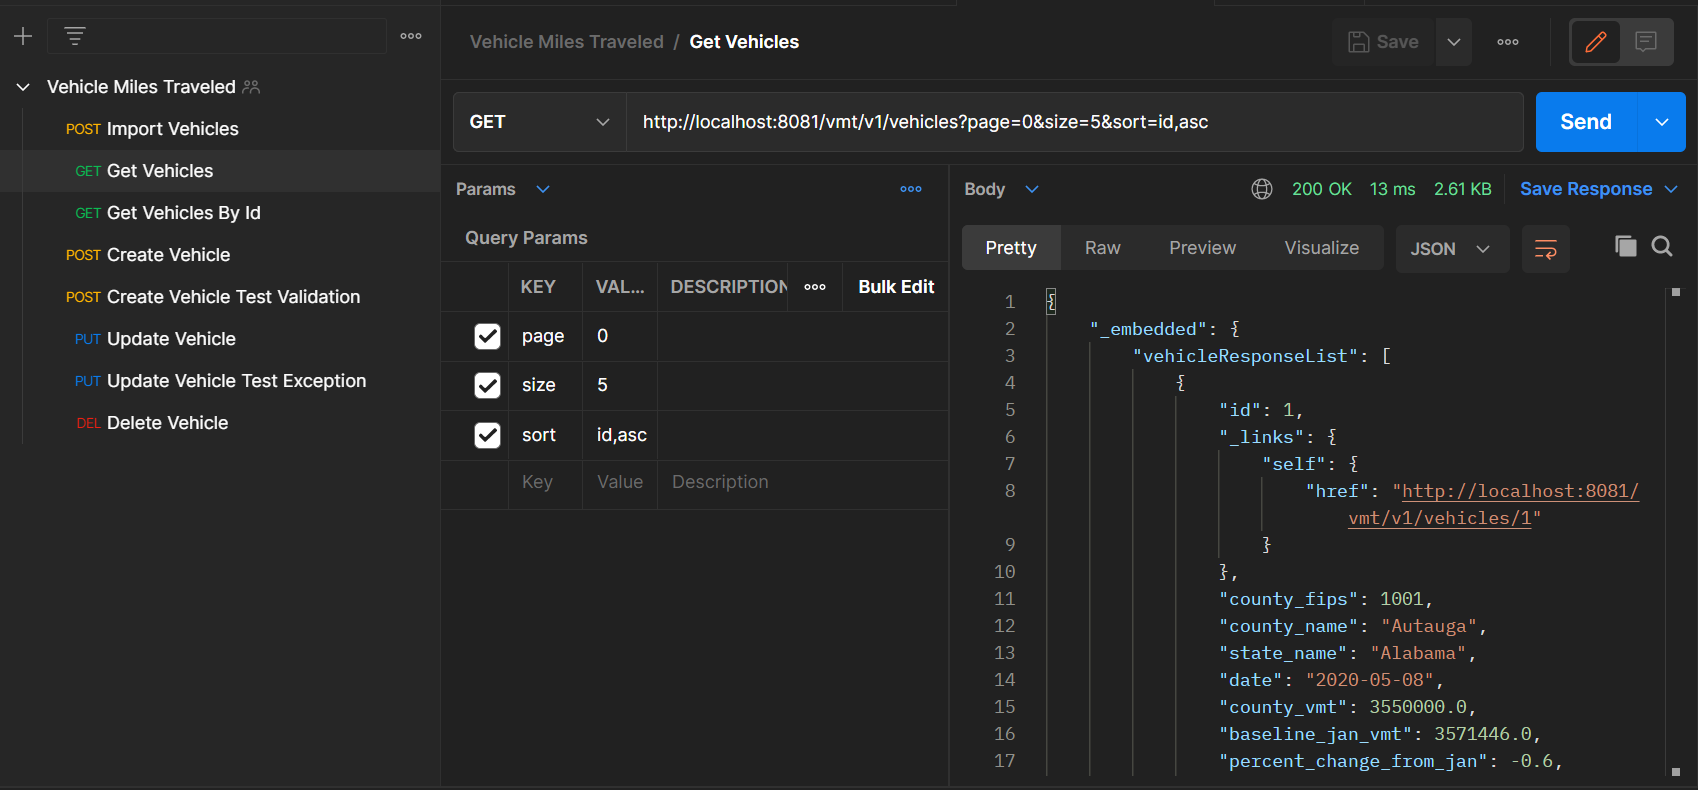 Vehicle Miles Traveled
POST Import Vehicles
GET Get Vehicles
GET Get Vehicles By Id
POST Create Vehicle
POST Create Vehicle Test Validation
PUT Update Vehicle
PUT Update Vehicle Test Exception
DEL Delete Vehicle
Vehicle Miles Traveled / Get Vehicles
Save
GET http://localhost:8081/vmt/v1/vehicles?page=0&size=5&sort=id,asc
Send
Params
Query Params
KEY VAL... DESCRIPTION Bulk Edit
page 0
size 5
sort id,asc
Key Value Description
Body 200 OK 13 ms 2.61 KB Save Response
Pretty Raw Preview Visualize JSON
1 {
2 "_embedded": {
3 "vehicleResponseList": [
4 {
5 "id": 1,
6 "_links": {
7 "self": {
8 "href": "http://localhost:8081/
vmt/v1/vehicles/1"
9 }
10 },
11 "county_fips": 1001,
12 "county_name": "Autauga",
13 "state_name": "Alabama",
14 "date": "2020-05-08",
15 "county_vmt": 3550000.0,
16 "baseline_jan_vmt": 3571446.0,
17 "percent_change_from_jan": -0.6,